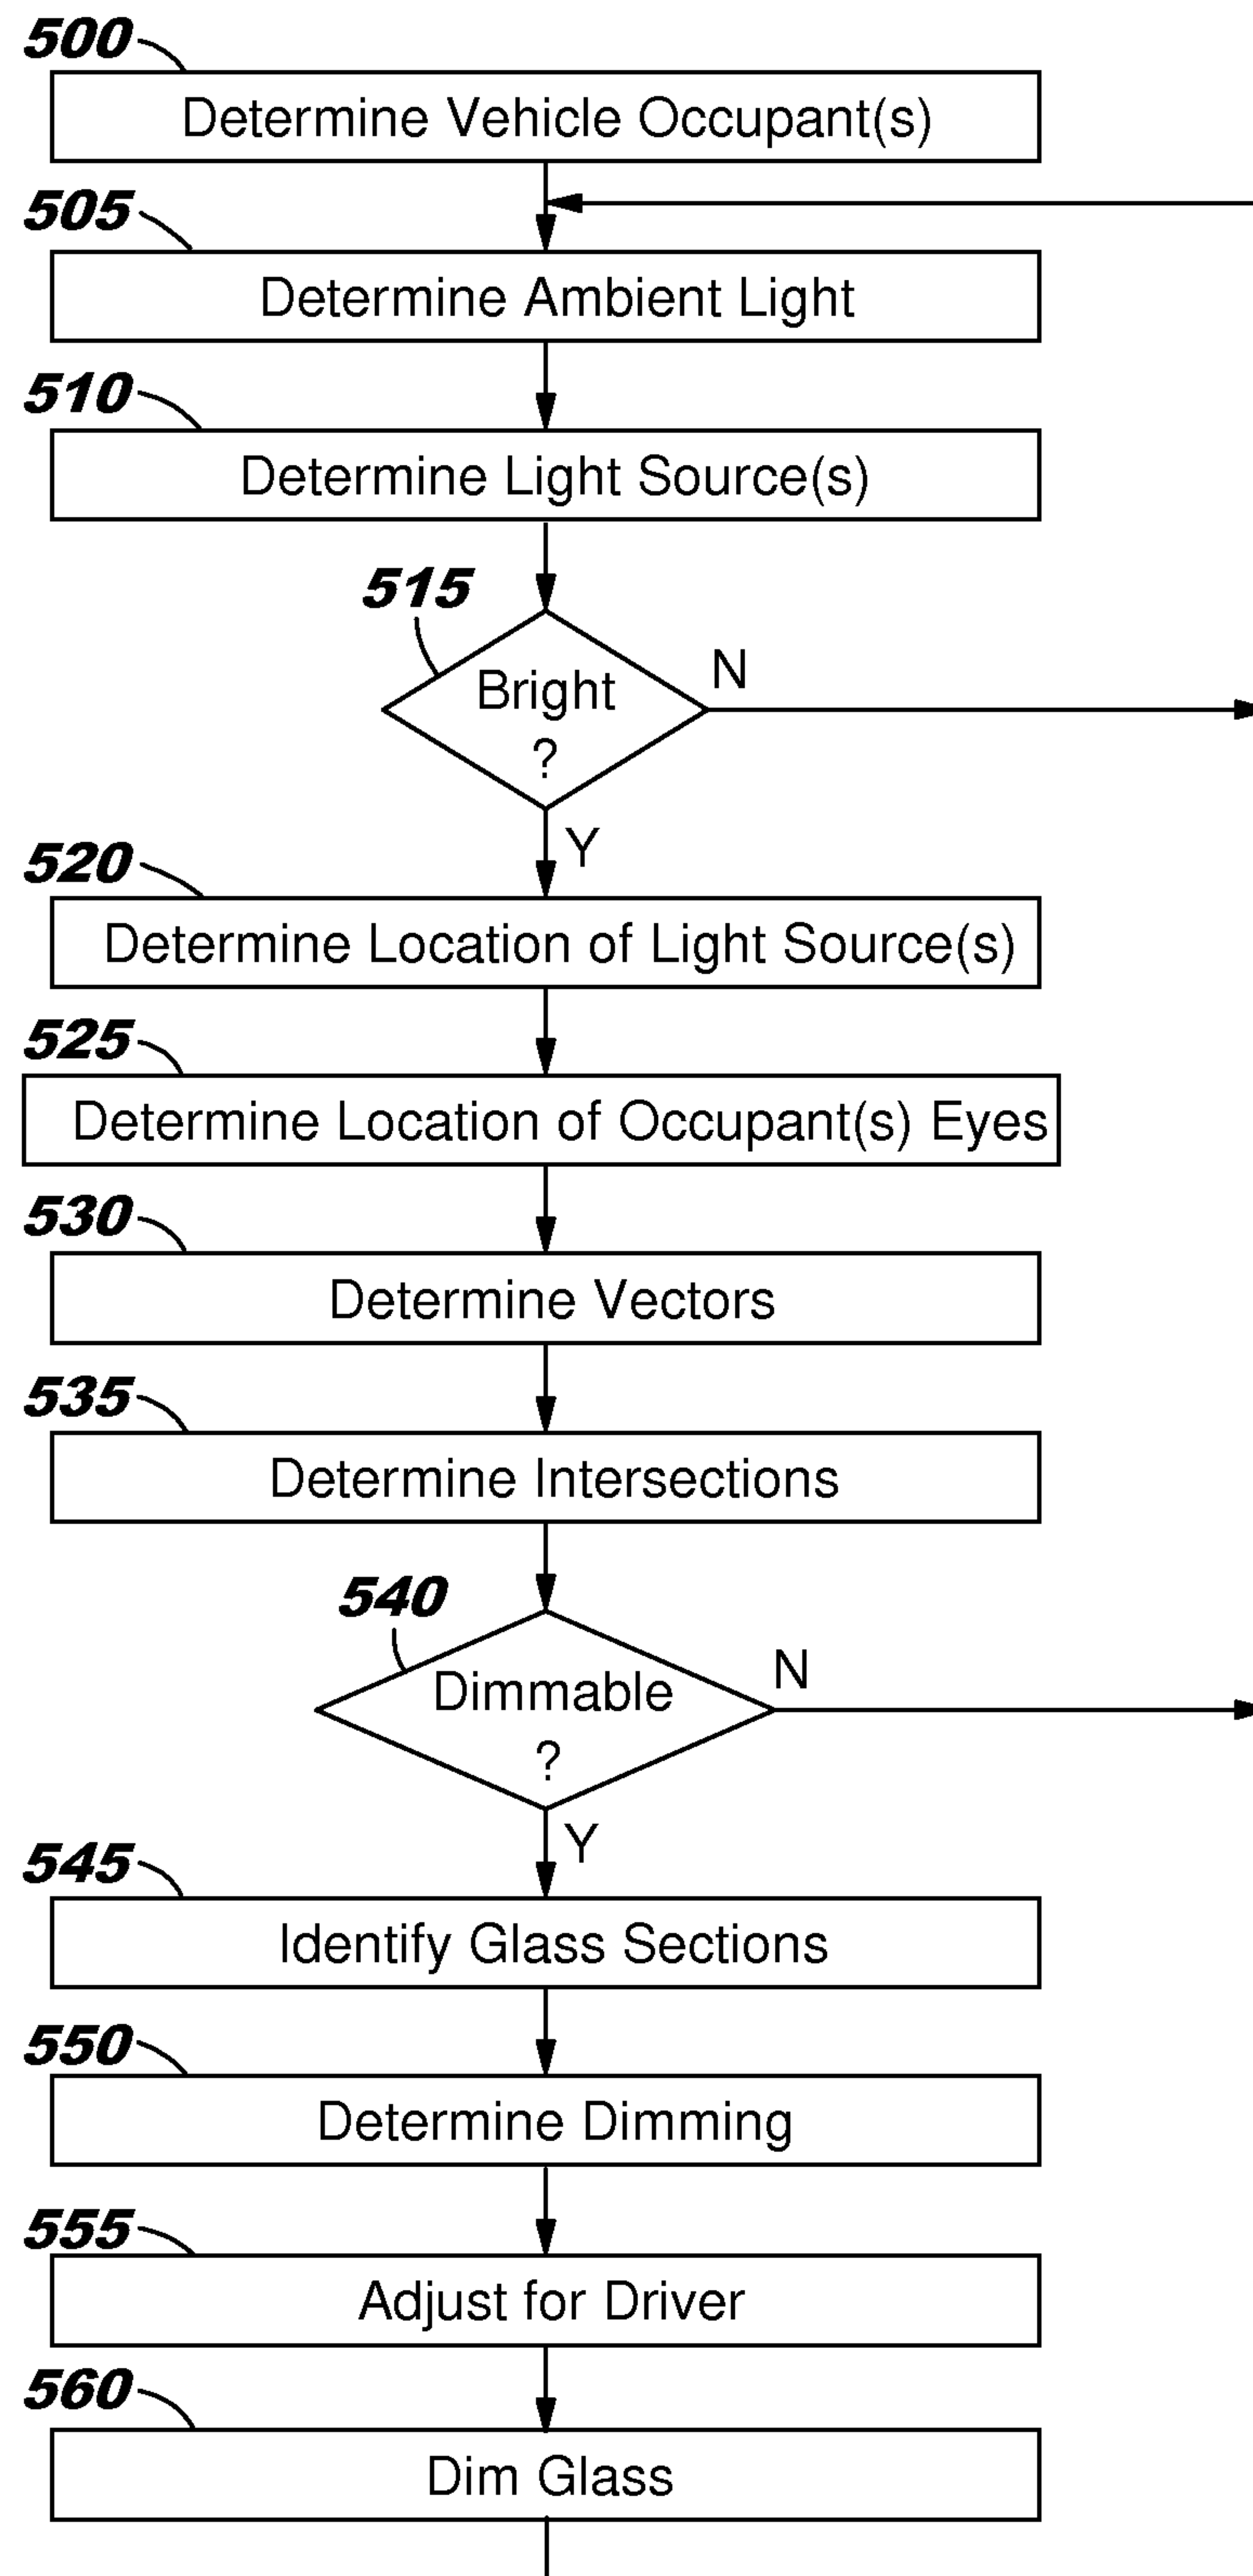 500
Determine Vehicle Occupant(s)
505
Determine Ambient Light
510
Determine Light Source(s)
515
Bright
?
N
Y
520
Determine Location of Light Source(s)
525
Determine Location of Occupant(s) Eyes
530
Determine Vectors
535
Determine Intersections
540
Dimmable
?
N
Y
545
Identify Glass Sections
550
Determine Dimming
555
Adjust for Driver
560
Dim Glass